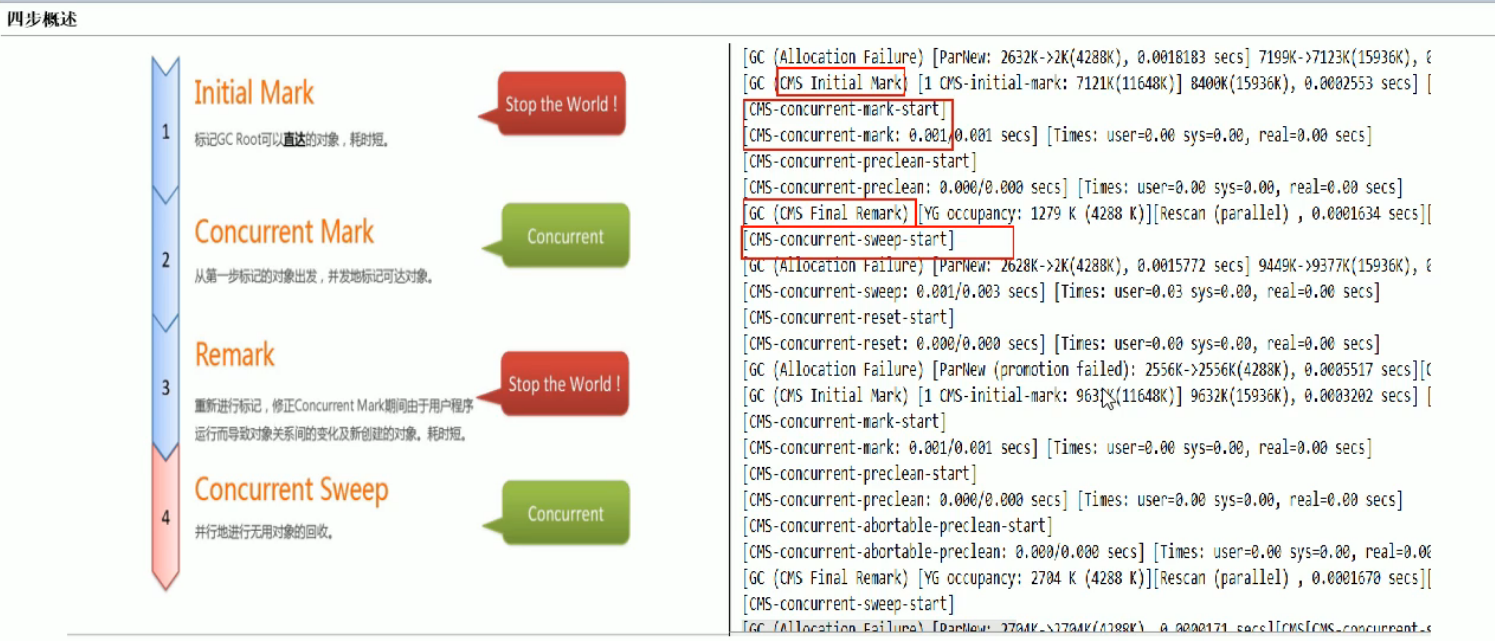 四步概述
1
Initial Mark
标记GC Root可以直达的对象，耗时短。
Stop the World !
2
Concurrent Mark
从第一步标记的对象出发，并发地标记可达对象。
Concurrent
3
Remark
重新进行标记，修正Concurrent Mark期间由于用户程序
运行而导致对象关系间的变化及新创建的对象。耗时短。
Stop the World !
4
Concurrent Sweep
并行地进行无用对象的回收。
Concurrent
[GC (Allocation Failure) [ParNew: 2632K->2K(4288K), 0.0018183 secs] 7199K->7123K(15936K), 0
[GC (CMS Initial Mark) [1 CMS-initial-mark: 7121K(11648K)] 8400K(15936K), 0.0002553 secs] [
[CMS-concurrent-mark-start]
[CMS-concurrent-mark: 0.001/0.001 secs] [Times: user=0.00 sys=0.00, real=0.00 secs]
[CMS-concurrent-preclean-start]
[CMS-concurrent-preclean: 0.000/0.000 secs] [Times: user=0.00 sys=0.00, real=0.00 secs]
[GC (CMS Final Remark) [YG occupancy: 1279 K (4288 K)][Rescan (parallel) , 0.0001634 secs][
[CMS-concurrent-sweep-start]
[GC (Allocation Failure) [ParNew: 2628K->2K(4288K), 0.0015772 secs] 9449K->9377K(15936K), 0
[CMS-concurrent-sweep: 0.001/0.003 secs] [Times: user=0.03 sys=0.00, real=0.00 secs]
[CMS-concurrent-reset-start]
[CMS-concurrent-reset: 0.000/0.000 secs] [Times: user=0.00 sys=0.00, real=0.00 secs]
[GC (Allocation Failure) [ParNew (promotion failed): 2556K->2556K(4288K), 0.0005517 secs][C
[GC (CMS Initial Mark) [1 CMS-initial-mark: 9631K(11648K)] 9632K(15936K), 0.0003202 secs] [
[CMS-concurrent-mark-start]
[CMS-concurrent-mark: 0.001/0.001 secs] [Times: user=0.00 sys=0.00, real=0.00 secs]
[CMS-concurrent-preclean-start]
[CMS-concurrent-preclean: 0.000/0.000 secs] [Times: user=0.00 sys=0.00, real=0.00 secs]
[CMS-concurrent-abortable-preclean-start]
[CMS-concurrent-abortable-preclean: 0.000/0.000 secs] [Times: user=0.00 sys=0.00, real=0.00
[GC (CMS Final Remark) [YG occupancy: 2704 K (4288 K)][Rescan (parallel) , 0.0001670 secs][
[CMS-concurrent-sweep-start]
[GC (Allocation Failure) [ParNew: 2704K->2704K(4288K), 0.0000171 secs][CMS[CMS-concurrent-s